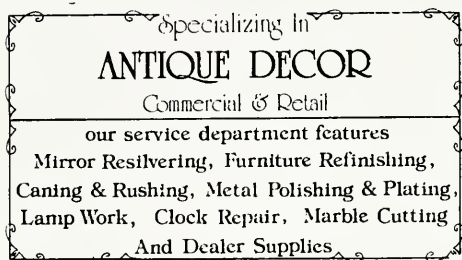 Specializing In
ANTIQUE DECOR
Commercial & Retail
our service department features
Mirror Resilvering, Furniture Refinishing,
Caning & Rushing, Metal Polishing & Plating,
Lamp Work, Clock Repair, Marble Cutting
And Dealer Supplies